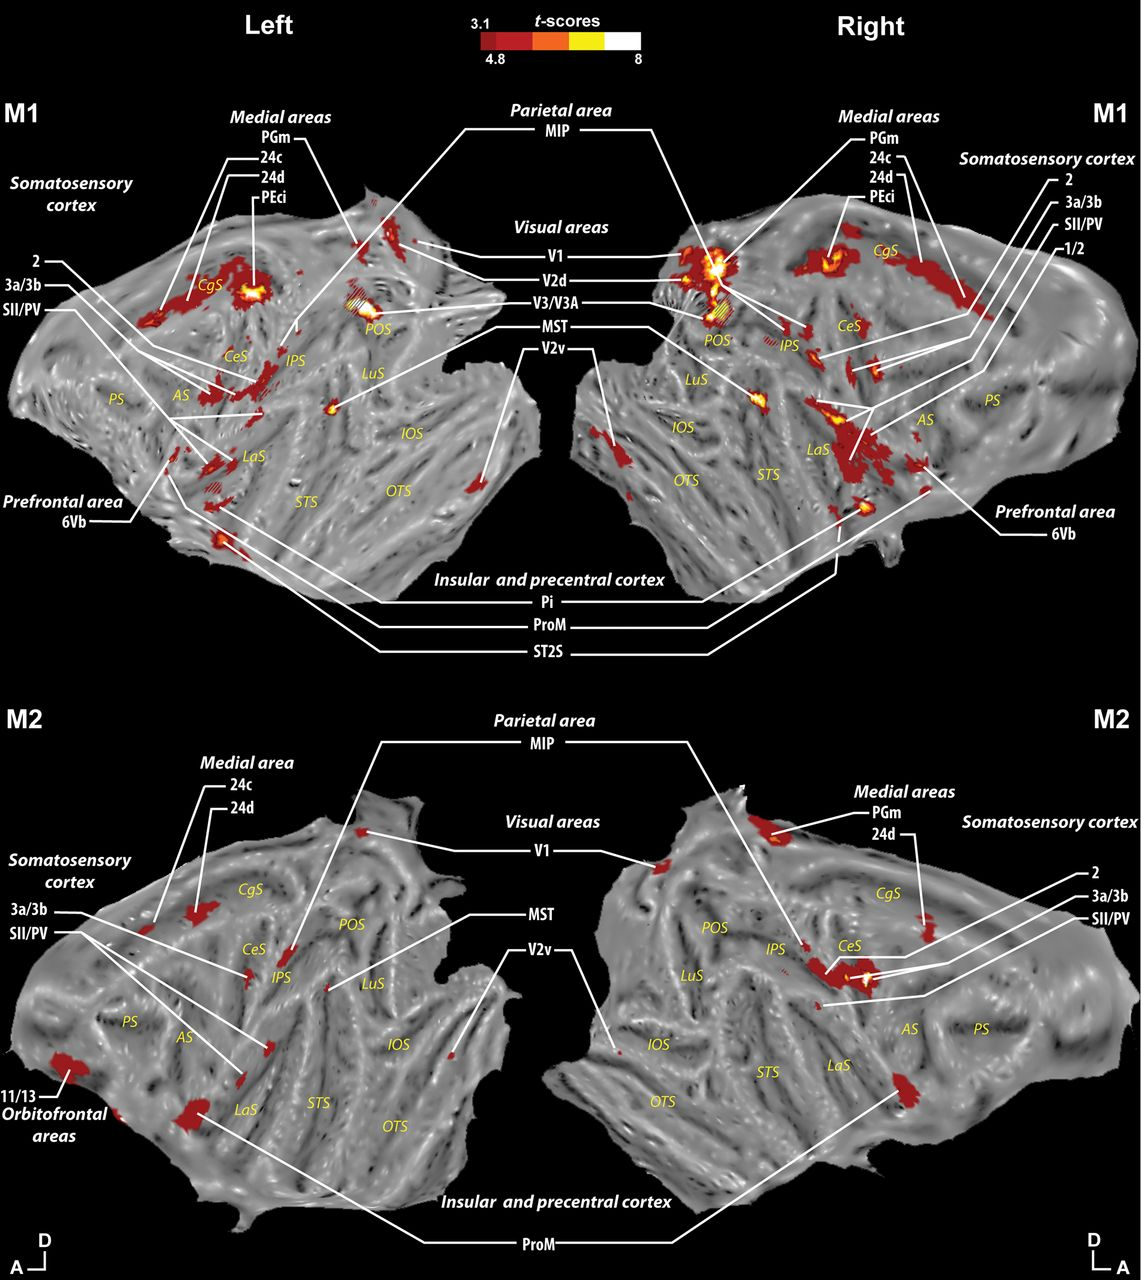 Left
Right
3.1
t-scores
4.8
8
M1
M1
Parietal area
MIP
Medial areas
PGm
24c
24d
PEci
Medial areas
PGm
24c
24d
PEci
Somatosensory
cortex
2
3a/3b
SII/PV
Somatosensory cortex
2
3a/3b
SII/PV
1/2
Visual areas
V1
V2d
V3/V3A
MST
V2v
CgS
POS
CeS
IPS
LuS
PS
AS
IOS
LaS
STS
OTS
CgS
POS
IPS
CeS
LuS
PS
IOS
AS
LaS
OTS
STS
Prefrontal area
6Vb
Prefrontal area
6Vb
Insular and precentral cortex
Pi
ProM
ST2S
M2
M2
Parietal area
MIP
Medial area
24c
24d
Medial areas
PGm
24d
Visual areas
V1
MST
V2v
Somatosensory
cortex
3a/3b
SII/PV
Somatosensory cortex
2
3a/3b
SII/PV
CgS
POS
CeS
IPS
LuS
PS
AS
IOS
LaS
STS
OTS
CgS
POS
IPS
CeS
LuS
IOS
AS
PS
STS
LaS
OTS
11/13
Orbitofrontal
areas
Insular and precentral cortex
ProM
D
A
D
A